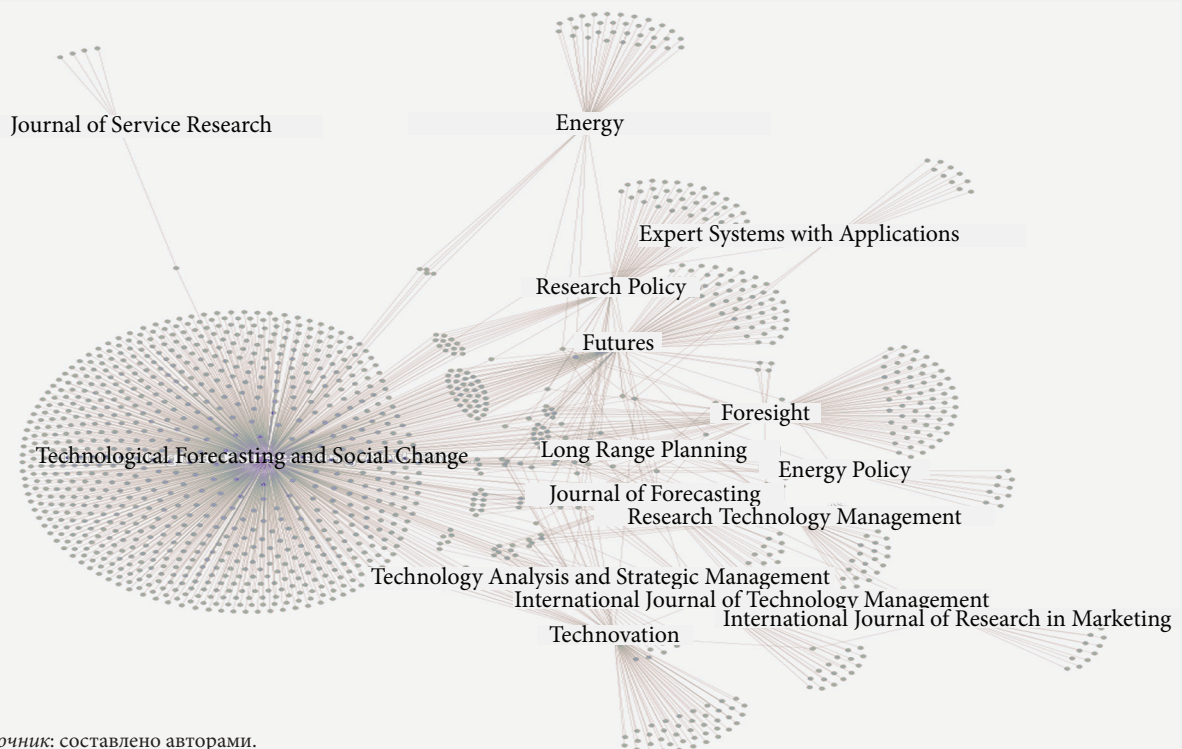 Energy
Journal of Service Research
Expert Systems with Applications
Research Policy
Futures
Foresight
Long Range Planning
Technological Forecasting and Social Change
Energy Policy
Journal of Forecasting
Research Technology Management
Technology Analysis and Strategic Management
International Journal of Technology Management
International Journal of Research in Marketing
Technovation
очник: составлено авторами.